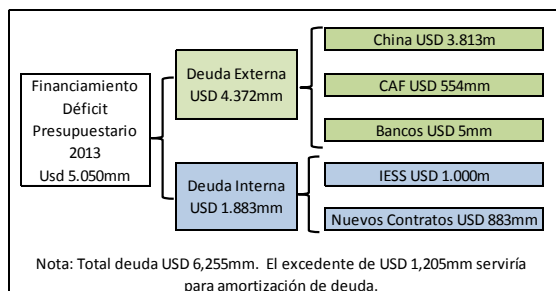 Financiamiento
Déficit
Presupuestario
2013
Usd 5.050mm
Deuda Externa
USD 4.372mm
China USD 3.813m
CAF USD 554mm
Bancos USD 5mm
Deuda Interna
USD 1.883mm
IESS USD 1.000m
Nuevos Contratos USD 883mm
Nota: Total deuda USD 6,255mm. El excedente de USD 1,205mm serviría
para amortización de deuda.